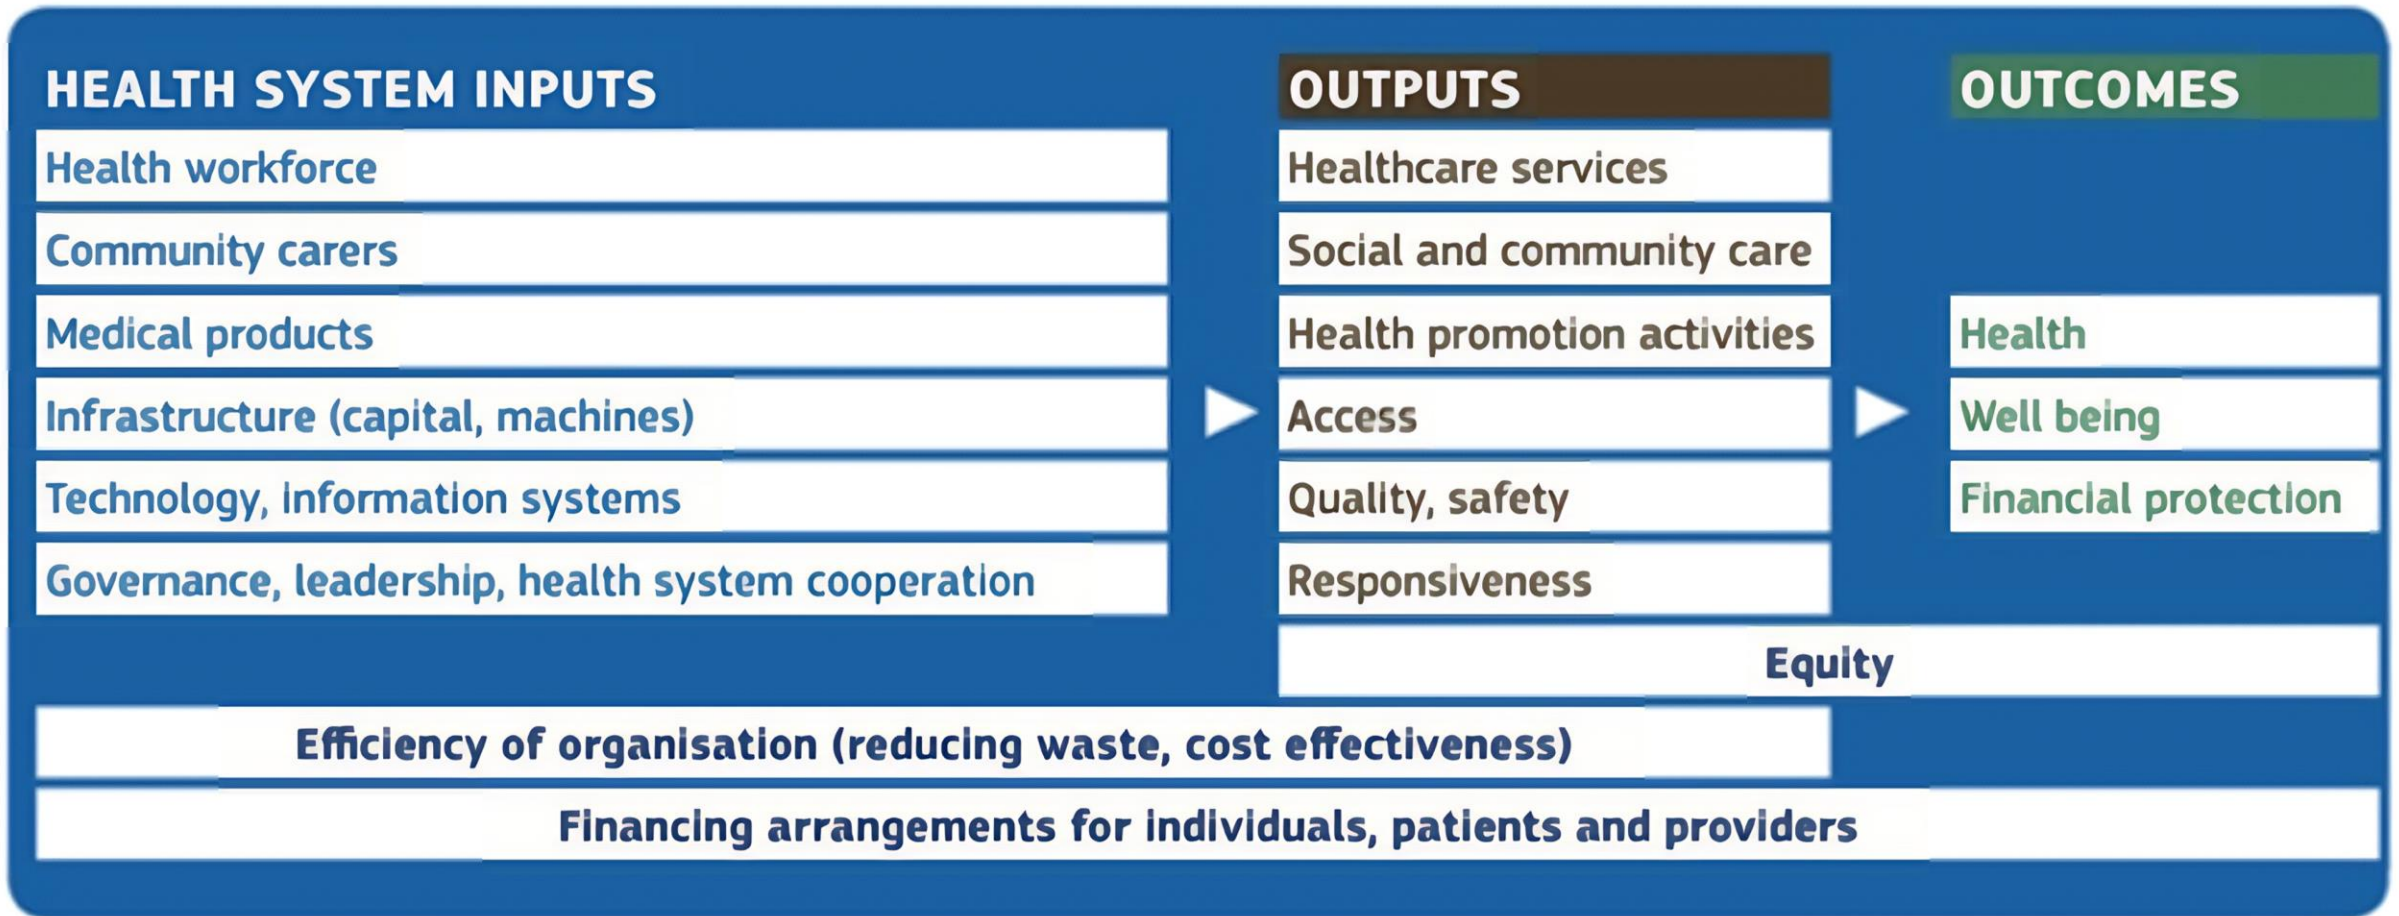 HEALTH SYSTEM INPUTS
Health workforce
Community carers
Medical products
Infrastructure (capital, machines)
Technology, information systems
Governance, leadership, health system cooperation
OUTPUTS
Healthcare services
Social and community care
Health promotion activities
Access
Quality, safety
Responsiveness
OUTCOMES
Health
Well being
Financial protection
Equity
Efficiency of organisation (reducing waste, cost effectiveness)
Financing arrangements for individuals, patients and providers